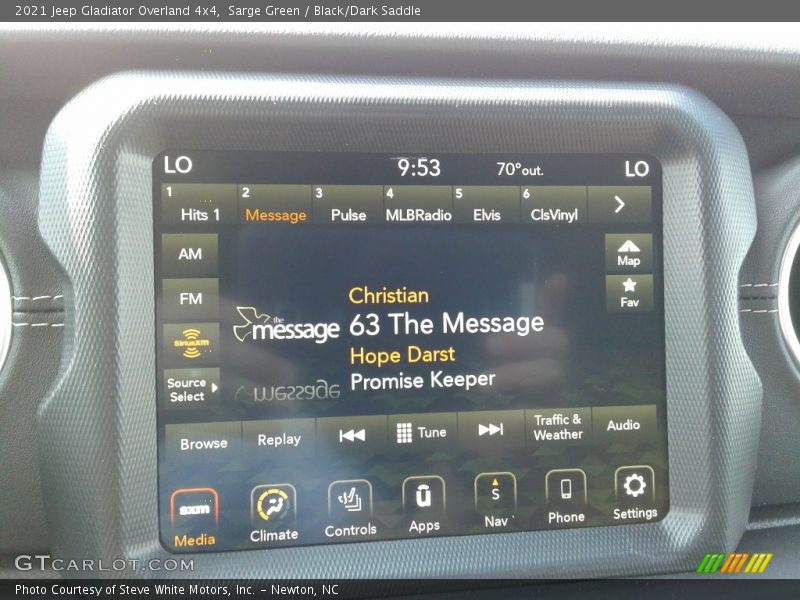 2021 Jeep Gladiator Overland 4x4, Sarge Green / Black/Dark Saddle
LO 9:53 70°out. LO
1 2 3 4 5 6
Hits 1 Message Pulse MLBRadio Elvis ClsVinyl >
AM
Map
FM
Fav
SiriusXM
Source Select
the message
Christian
63 The Message
Hope Darst
Promise Keeper
message
Browse Replay Tune Traffic & Weather Audio
sxm S
Media Climate Controls Apps Nav Phone Settings
GTCARLOT.COM
Photo Courtesy of Steve White Motors, Inc. – Newton, NC